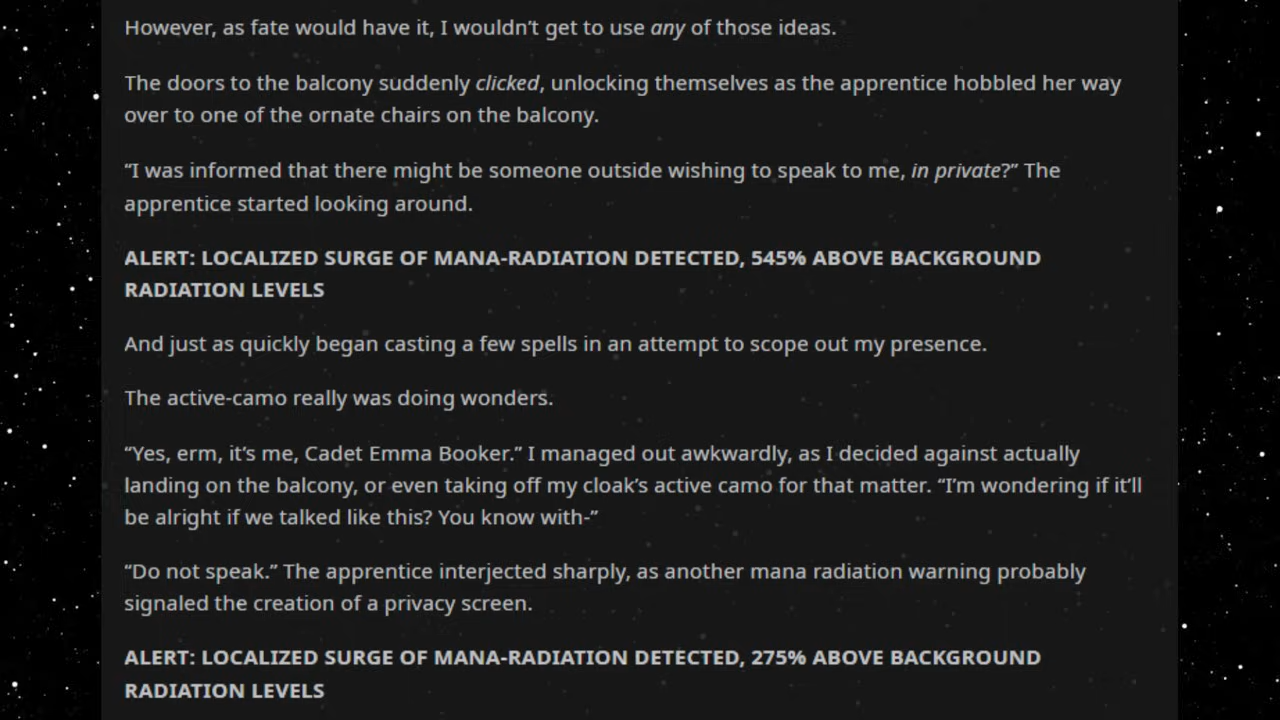 However, as fate would have it, I wouldn’t get to use any of those ideas.
The doors to the balcony suddenly clicked, unlocking themselves as the apprentice hobbled her way
over to one of the ornate chairs on the balcony.
“I was informed that there might be someone outside wishing to speak to me, in private?” The
apprentice started looking around.
ALERT: LOCALIZED SURGE OF MANA-RADIATION DETECTED, 545% ABOVE BACKGROUND
RADIATION LEVELS
And just as quickly began casting a few spells in an attempt to scope out my presence.
The active-camo really was doing wonders.
“Yes, erm, it’s me, Cadet Emma Booker.” I managed out awkwardly, as I decided against actually
landing on the balcony, or even taking off my cloak’s active camo for that matter. “I’m wondering if it’ll
be alright if we talked like this? You know with-”
“Do not speak.” The apprentice interjected sharply, as another mana radiation warning probably
signaled the creation of a privacy screen.
ALERT: LOCALIZED SURGE OF MANA-RADIATION DETECTED, 275% ABOVE BACKGROUND
RADIATION LEVELS